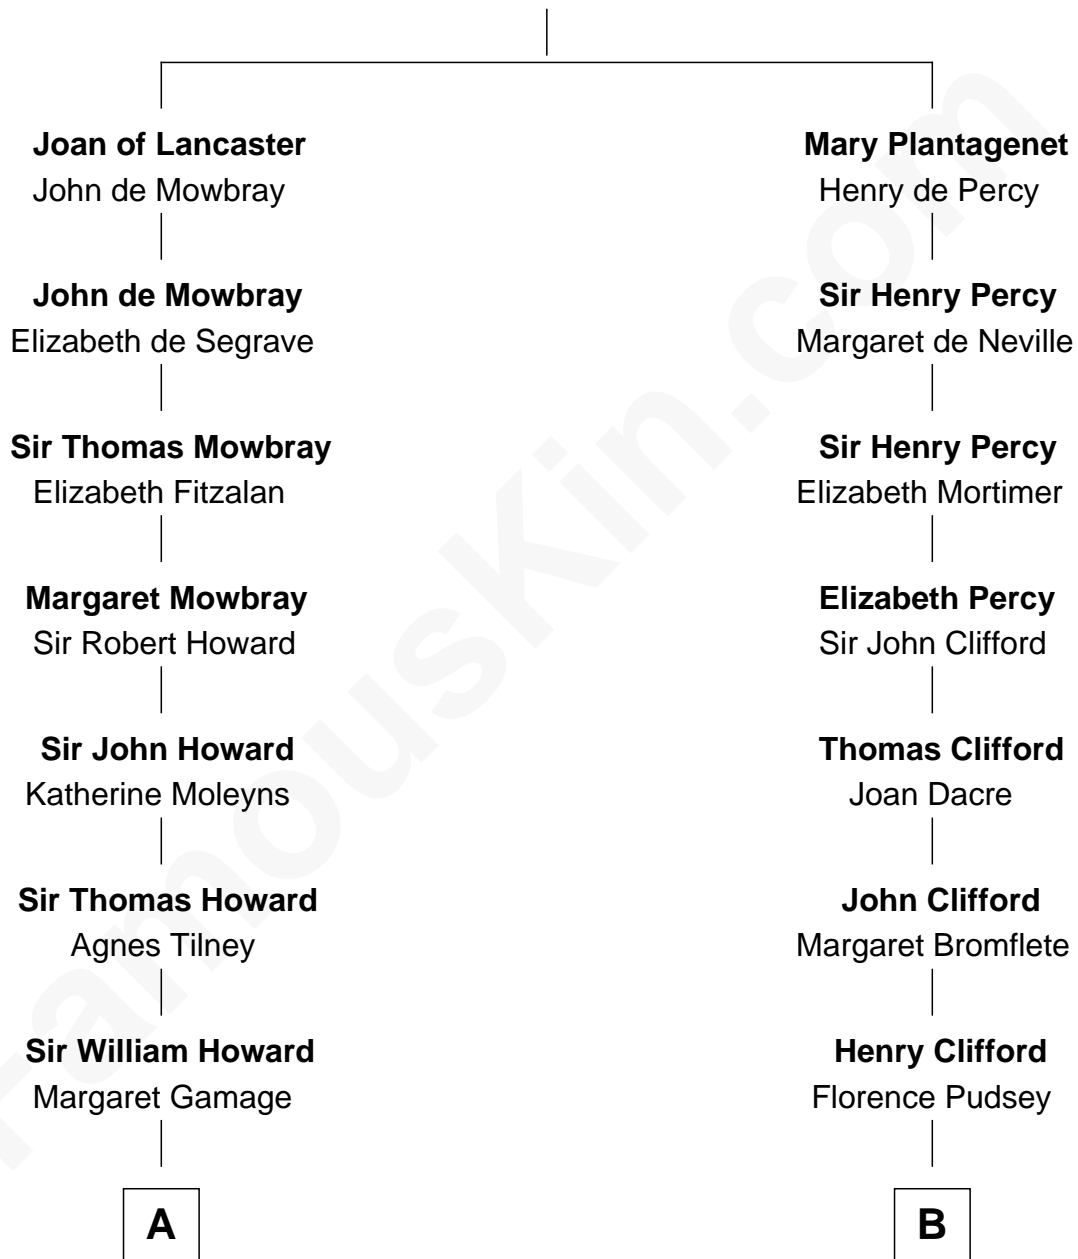 Joan of Lancaster
John de Mowbray
John de Mowbray
Elizabeth de Segrave
Sir Thomas Mowbray
Elizabeth Fitzalan
Margaret Mowbray
Sir Robert Howard
Sir John Howard
Katherine Moleyns
Sir Thomas Howard
Agnes Tilney
Sir William Howard
Margaret Gamage
A
Mary Plantagenet
Henry de Percy
Sir Henry Percy
Margaret de Neville
Sir Henry Percy
Elizabeth Mortimer
Elizabeth Percy
Sir John Clifford
Thomas Clifford
Joan Dacre
John Clifford
Margaret Bromflete
Henry Clifford
Florence Pudsey
B
FamousKin.com